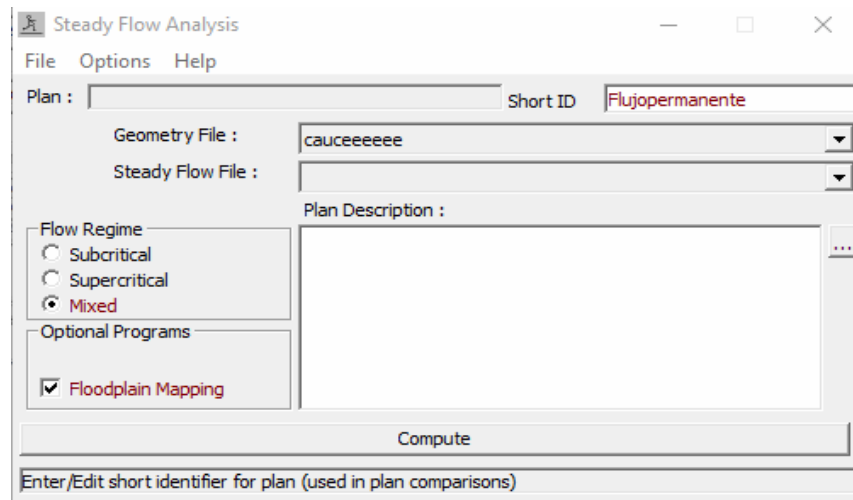 Steady Flow Analysis
File Options Help
Plan : Short ID Flujopermanente
Geometry File : cauceeeeee
Steady Flow File :
Plan Description :
Flow Regime
Subcritical
Supercritical
Mixed
Optional Programs
Floodplain Mapping
...
Compute
Enter/Edit short identifier for plan (used in plan comparisons)